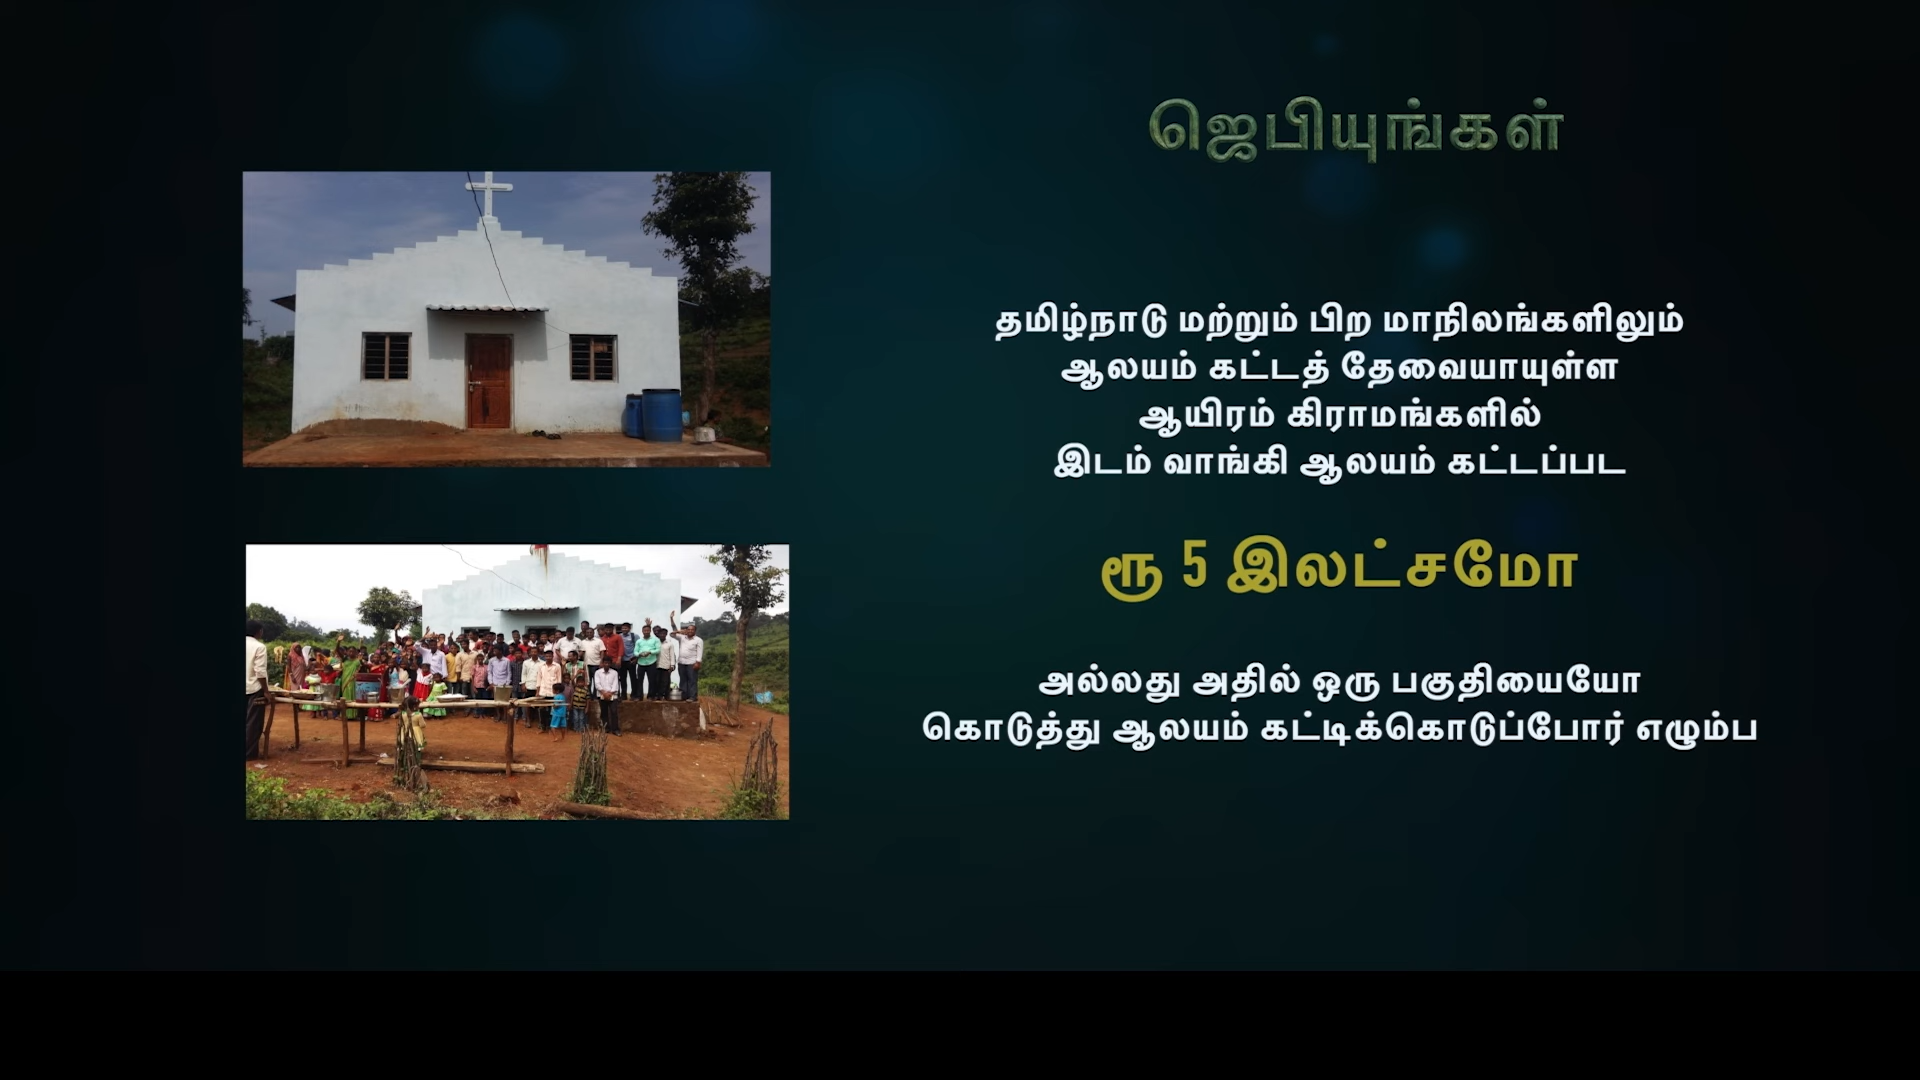 ஜெபியுங்கள்
தமிழ்நாடு மற்றும் பிற மாநிலங்களிலும்
ஆலயம் கட்டத் தேவையாயுள்ள
ஆயிரம் கிராமங்களில்
இடம் வாங்கி ஆலயம் கட்டப்பட
ரூ 5 இலட்சமோ
அல்லது அதில் ஒரு பகுதியையோ
கொடுத்து ஆலயம் கட்டிக்கொடுப்போர் எழும்ப